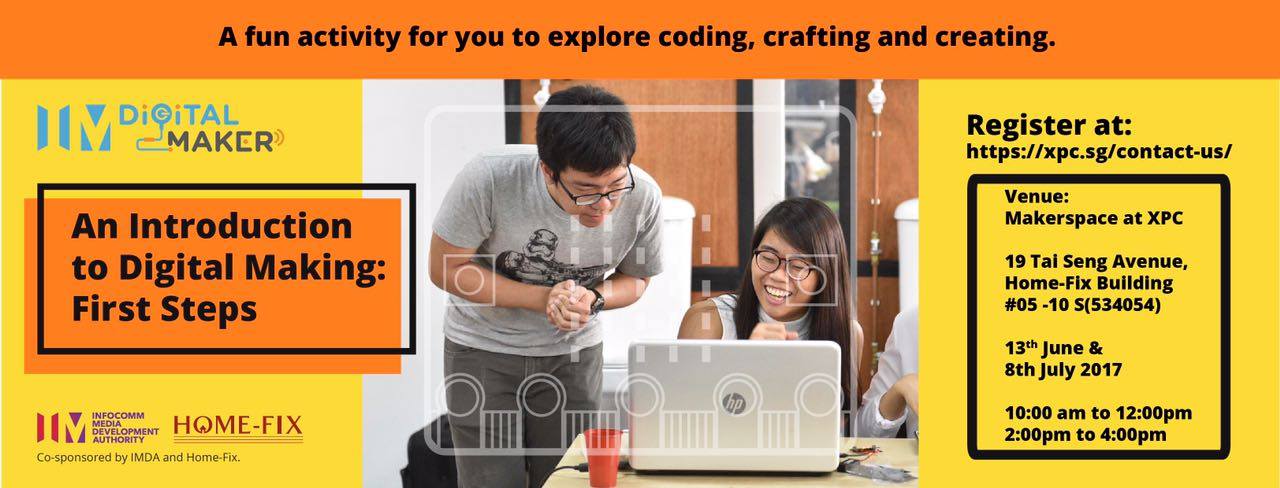 A fun activity for you to explore coding, crafting and creating.
DiGiTAL
MAKER
An Introduction
to Digital Making:
First Steps
INFOCOMM
MEDIA
DEVELOPMENT
AUTHORITY
HOME-FIX
Co-sponsored by IMDA and Home-Fix.
hp
Register at:
https://xpc.sg/contact-us/
Venue:
Makerspace at XPC
19 Tai Seng Avenue,
Home-Fix Building
#05 -10 S(534054)
13th June &
8th July 2017
10:00 am to 12:00pm
2:00pm to 4:00pm